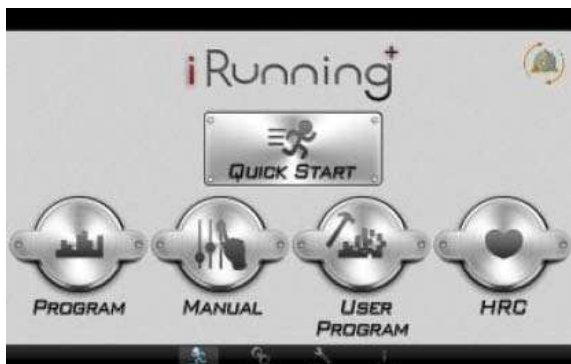 iRunning+
QUICK START
PROGRAM
MANUAL
USER
PROGRAM
HRC